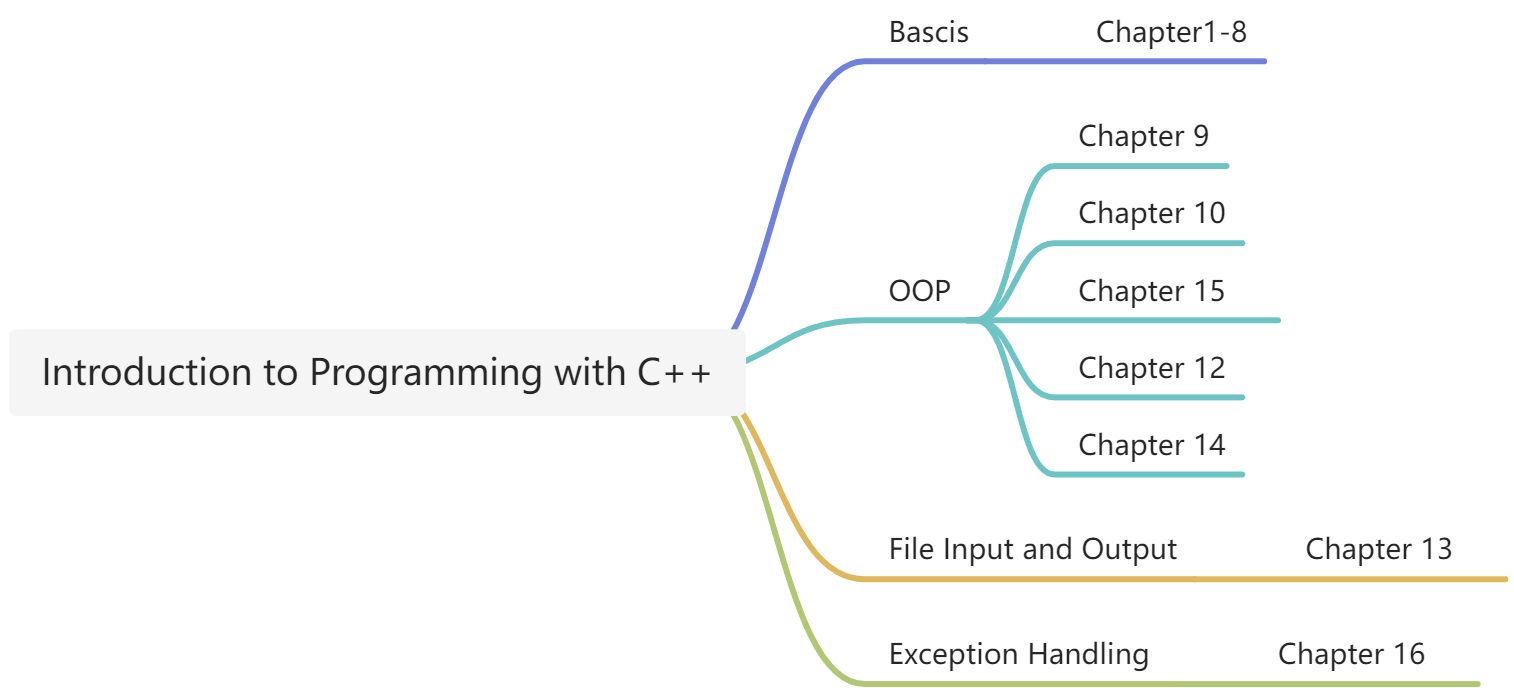 Bascis
Chapter1-8
Chapter 9
Chapter 10
OOP
Chapter 15
Introduction to Programming with C++
Chapter 12
Chapter 14
File Input and Output
Chapter 13
Exception Handling
Chapter 16